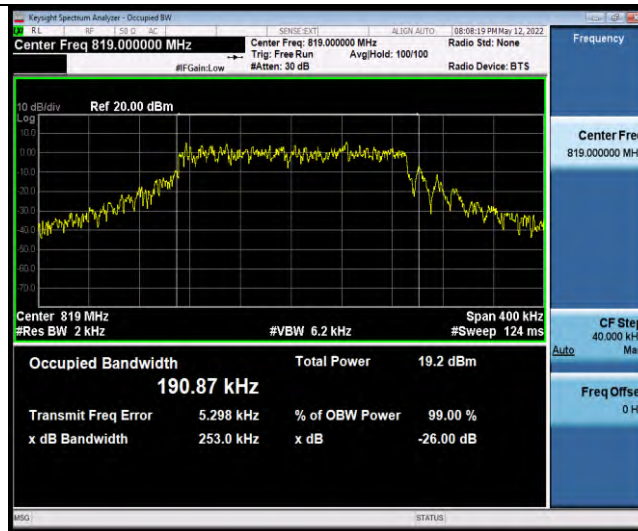 Keysight Spectrum Analyzer - Occupied BW
RL RF 50 Ω AC SENSE:EXT ALIGN AUTO 08:08:19 PM May 12, 2022
Center Freq 819.000000 MHz
Center Freq: 819.000000 MHz Radio Std: None
Trig: Free Run Avg|Hold: 100/100
#IFGain:Low #Atten: 30 dB Radio Device: BTS
Frequency
10 dB/div Ref 20.00 dBm
Log
10.0
0.00
-10.0
-20.0
-30.0
-40.0
-50.0
-60.0
-70.0
Center 819 MHz Span 400 kHz
#Res BW 2 kHz #VBW 6.2 kHz #Sweep 124 ms
Center Fre
819.000000 MH
CF Step
40.000 kH
Auto Ma
Freq Offse
0 H
Occupied Bandwidth Total Power 19.2 dBm
190.87 kHz
Transmit Freq Error 5.298 kHz % of OBW Power 99.00 %
x dB Bandwidth 253.0 kHz x dB -26.00 dB
MSG STATUS